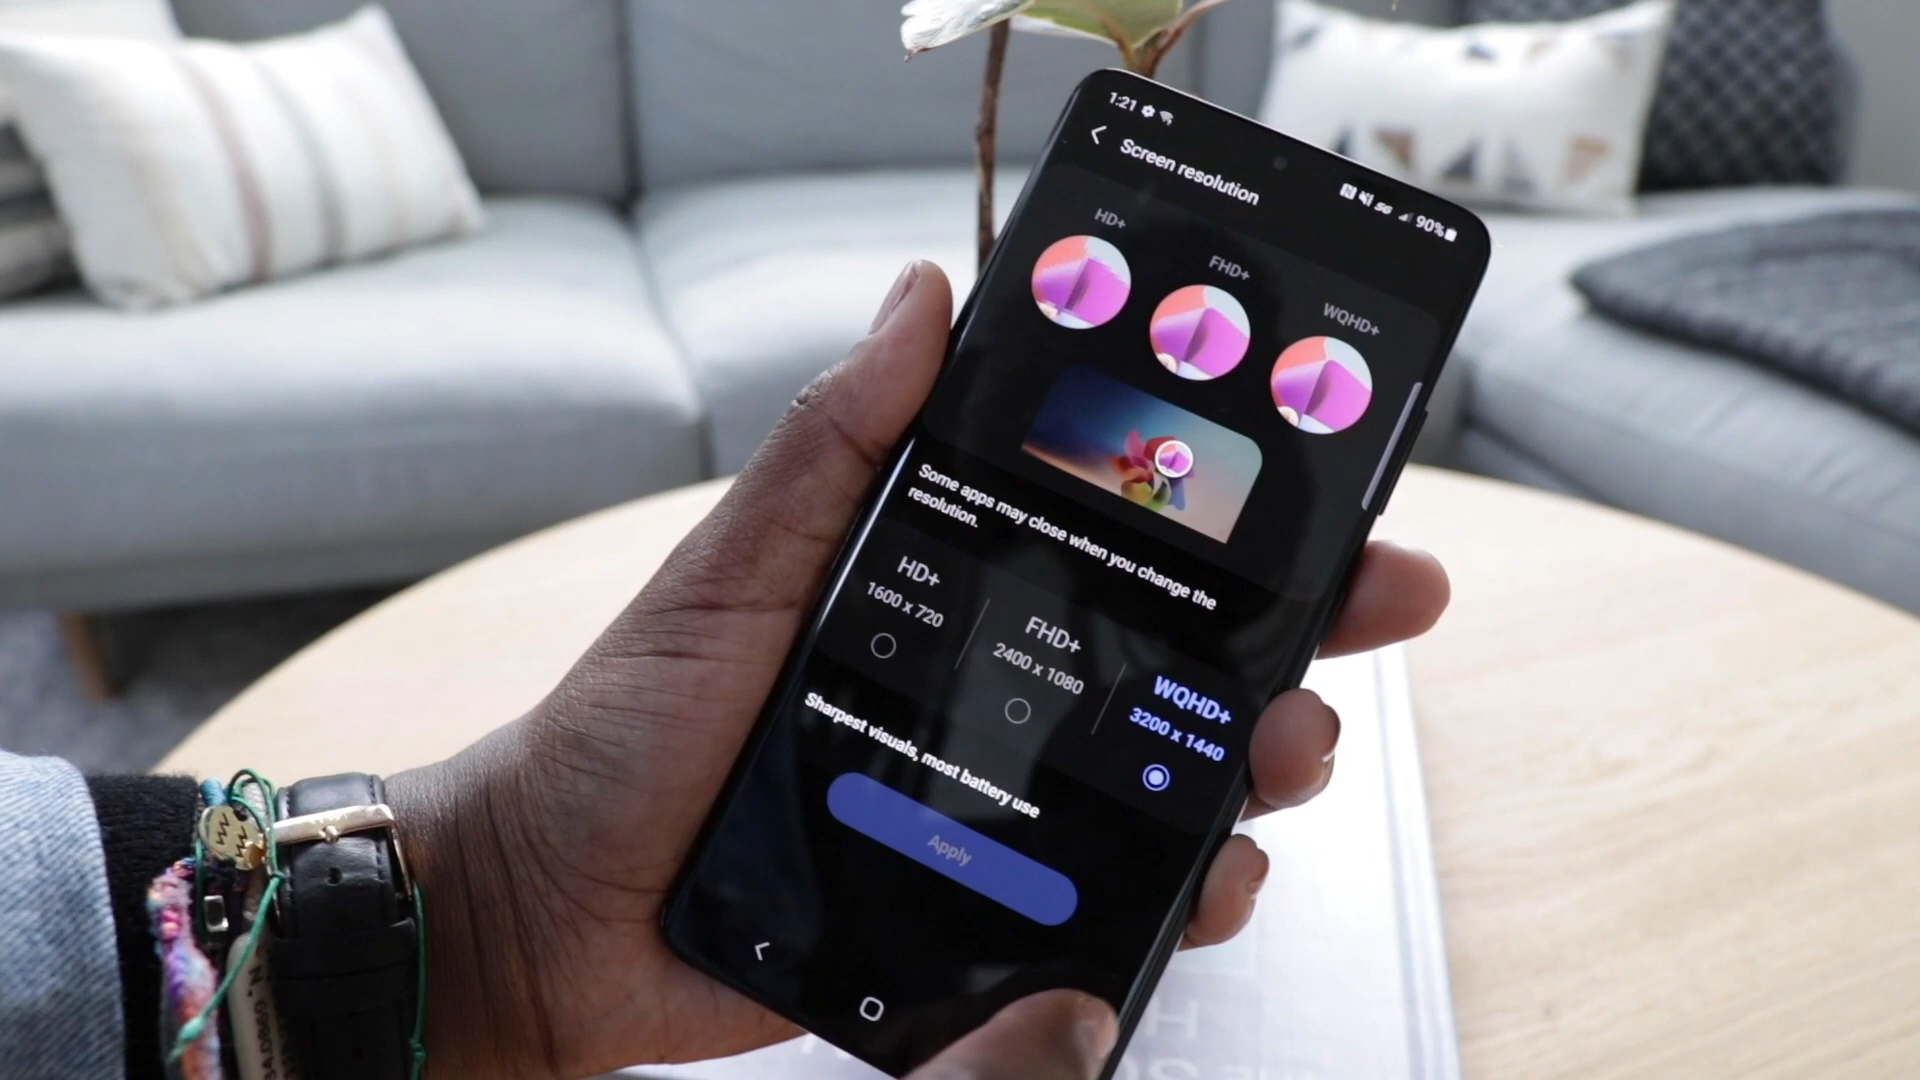 1:21
5G 90%
Screen resolution
HD+
FHD+
WQHD+
Some apps may close when you change the
resolution.
HD+
1600 x 720
FHD+
2400 x 1080
WQHD+
3200 x 1440
Sharpest visuals, most battery use
Apply